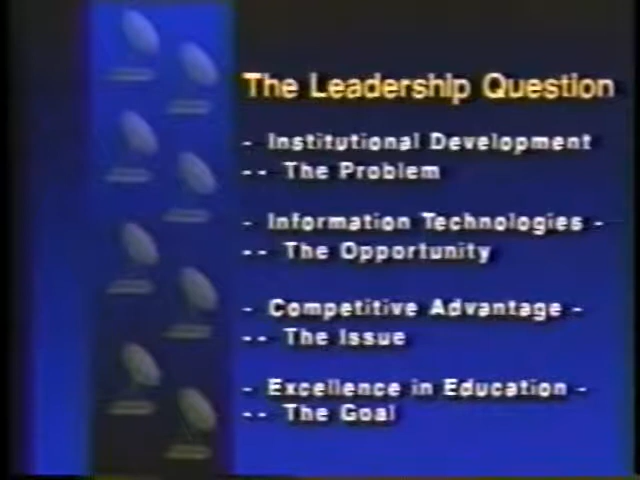 The Leadership Question
- Institutional Development
-- The Problem
- Information Technologies -
-- The Opportunity
- Competitive Advantage -
-- The Issue
- Excellence in Education -
-- The Goal